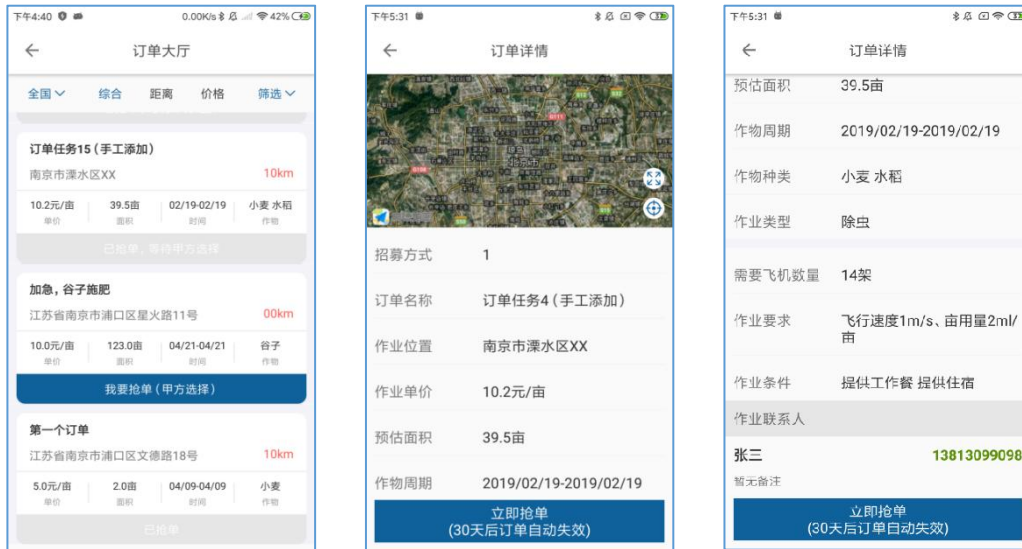 下午4:40 0.00K/s 42%
订单大厅
全国 综合 距离 价格 筛选
订单任务15(手工添加)
南京市溧水区XX 10km
10.2元/亩 39.5亩 02/19-02/19 小麦 水稻
单价 面积 时间 作物
已抢单,等待甲方选择
加急,谷子施肥
江苏省南京市浦口区星火路11号 00km
10.0元/亩 123.0亩 04/21-04/21 谷子
单价 面积 时间 作物
我要抢单(甲方选择)
第一个订单
江苏省南京市浦口区文德路18号 10km
5.0元/亩 2.0亩 04/09-04/09 小麦
单价 面积 时间 作物
已抢单
下午5:31
订单详情
北京市
招募方式 1
订单名称 订单任务4(手工添加)
作业位置 南京市溧水区XX
作业单价 10.2元/亩
预估面积 39.5亩
作物周期 2019/02/19-2019/02/19
立即抢单
(30天后订单自动失效)
下午5:31
订单详情
预估面积 39.5亩
作物周期 2019/02/19-2019/02/19
作物种类 小麦 水稻
作业类型 除虫
需要飞机数量 14架
作业要求 飞行速度1m/s、亩用量2ml/
亩
作业条件 提供工作餐 提供住宿
作业联系人
张三 13813099098
暂无备注
立即抢单
(30天后订单自动失效)